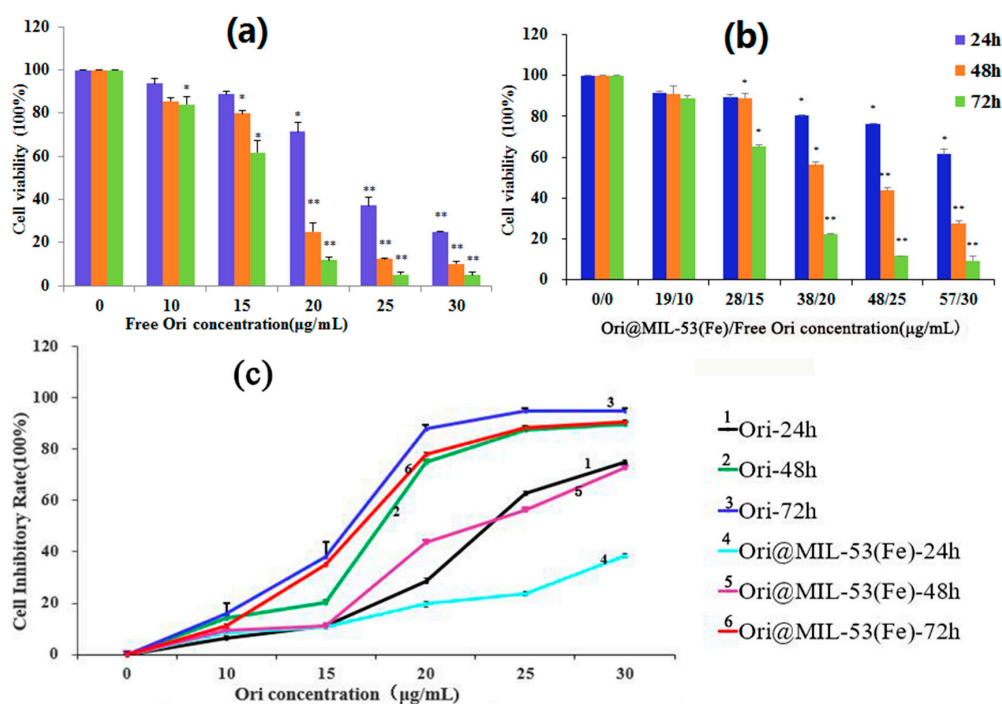 (a)
120
100
80
60
40
20
0
Cell viability (100%)
* * * * * ** ** ** ** ** ** ** **
0 10 15 20 25 30
Free Ori concentration(μg/mL)
(b)
24h
48h
72h
120
100
80
60
40
20
0
Cell viability (100%)
* * * * ** * ** ** * ** **
0/0 19/10 28/15 38/20 48/25 57/30
Ori@MIL-53(Fe)/Free Ori concentration(μg/mL)
(c)
120
100
80
60
40
20
0
Cell Inhibitory Rate(100%)
3
6
2
1
5
4
0 10 15 20 25 30
Ori concentration (μg/mL)
1 Ori-24h
2 Ori-48h
3 Ori-72h
4 Ori@MIL-53(Fe)-24h
5 Ori@MIL-53(Fe)-48h
6 Ori@MIL-53(Fe)-72h